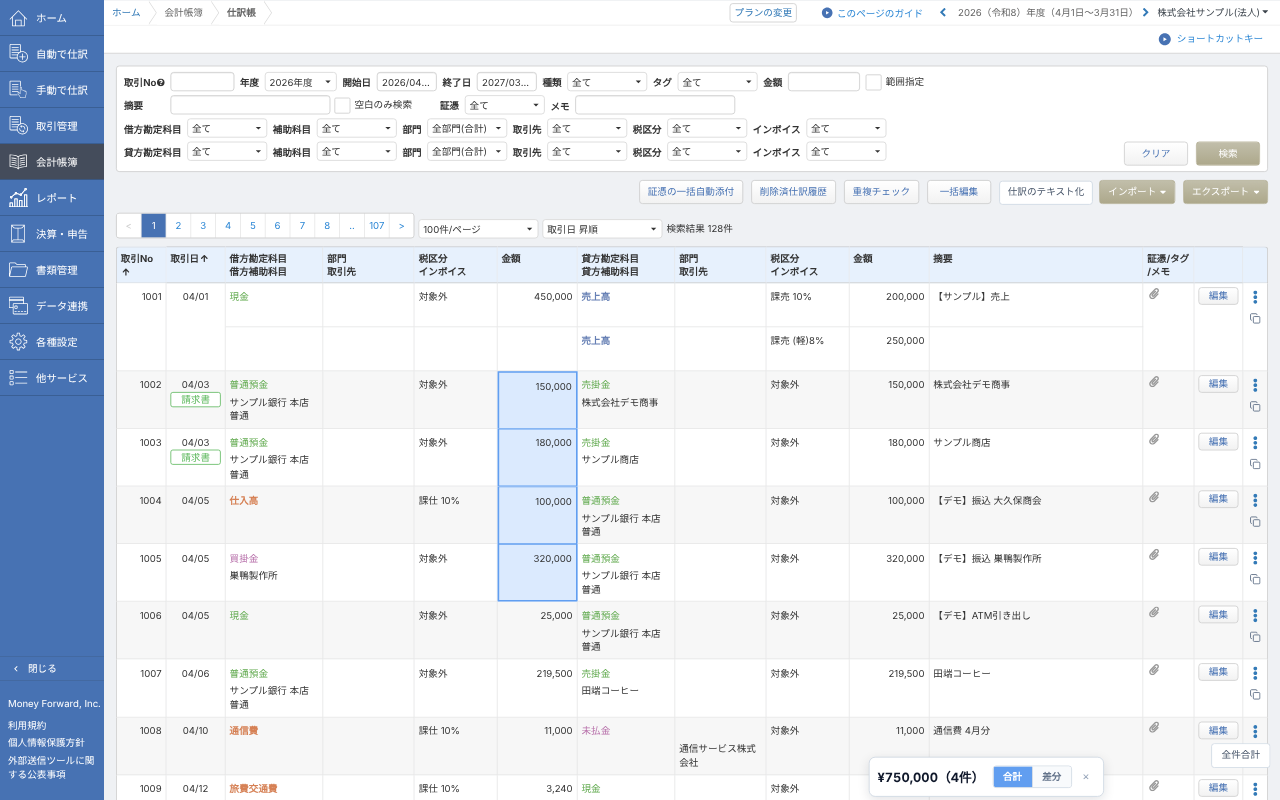 ホーム
自動で仕訳
手動で仕訳
取引管理
会計帳簿
レポート
決算・申告
書類管理
データ連携
各種設定
他サービス
‹ 閉じる
Money Forward, Inc.
利用規約
個人情報保護方針
外部送信ツールに関
する公表事項
ホーム 会計帳簿 仕訳帳 プランの変更 このページのガイド 2026（令和8）年度（4月1日〜3月31日） 株式会社サンプル(法人)
ショートカットキー
取引No 年度 2026年度 開始日 2026/04... 終了日 2027/03... 種類 全て タグ 全て 金額 範囲指定
摘要 空白のみ検索 証憑 全て メモ
借方勘定科目 全て 補助科目 全て 部門 全部門(合計) 取引先 全て 税区分 全て インボイス 全て
貸方勘定科目 全て 補助科目 全て 部門 全部門(合計) 取引先 全て 税区分 全て インボイス 全て
クリア 検索
証憑の一括自動添付 削除済仕訳履歴 重複チェック 一括編集 仕訳のテキスト化 インポート エクスポート
< 1 2 3 4 5 6 7 8 .. 107 > 100件/ページ 取引日 昇順 検索結果 128件
取引No 取引日↑ 借方勘定科目 部門 税区分 金額 貸方勘定科目 部門 税区分 金額 摘要 証憑/タグ
↑ 借方補助科目 取引先 インボイス 貸方補助科目 取引先 インボイス /メモ
1001 04/01 現金 対象外 450,000 売上高 課売 10% 200,000 【サンプル】売上 編集
売上高 課売 (軽)8% 250,000
1002 04/03 普通預金 対象外 150,000 売掛金 対象外 150,000 株式会社デモ商事 編集
請求書 サンプル銀行 本店 株式会社デモ商事
普通
1003 04/03 普通預金 対象外 180,000 売掛金 対象外 180,000 サンプル商店 編集
請求書 サンプル銀行 本店 サンプル商店
普通
1004 04/05 仕入高 課仕 10% 100,000 普通預金 対象外 100,000 【デモ】振込 大久保商会 編集
サンプル銀行 本店
普通
1005 04/05 買掛金 対象外 320,000 普通預金 対象外 320,000 【デモ】振込 巣鴨製作所 編集
巣鴨製作所 サンプル銀行 本店
普通
1006 04/05 現金 対象外 25,000 普通預金 対象外 25,000 【デモ】ATM引き出し 編集
サンプル銀行 本店
普通
1007 04/06 普通預金 対象外 219,500 売掛金 対象外 219,500 田端コーヒー 編集
サンプル銀行 本店 田端コーヒー
普通
1008 04/10 通信費 課仕 10% 11,000 未払金 対象外 11,000 通信費 4月分 編集
通信サービス株式
会社
全件合計
¥750,000（4件） 合計 差分 ×
1009 04/12 旅費交通費 課仕 10% 3,240 現金 編集